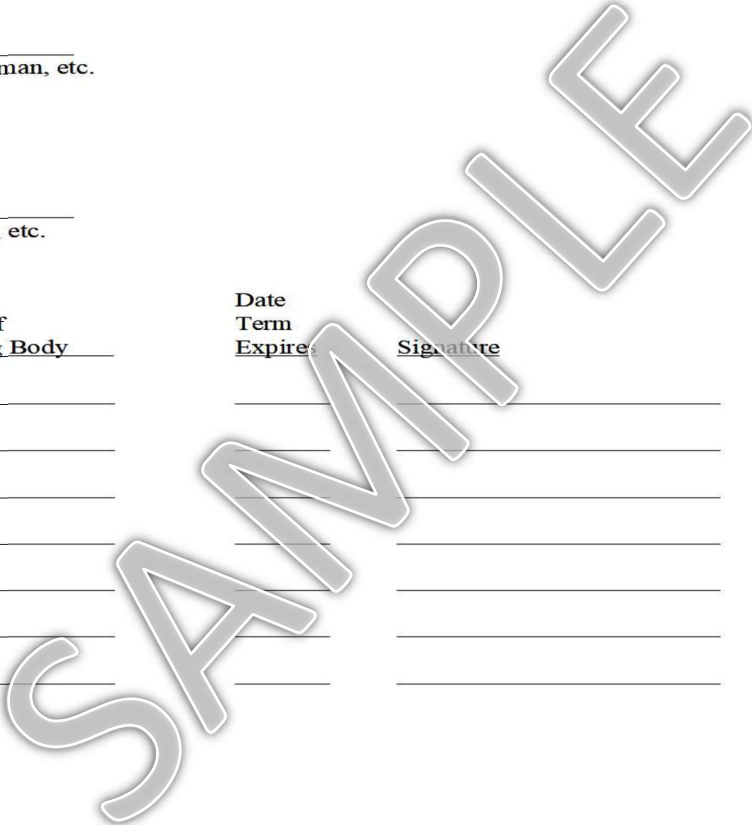 man, etc.
etc.
Date
Term
Body Expires Signature
SAMPLE